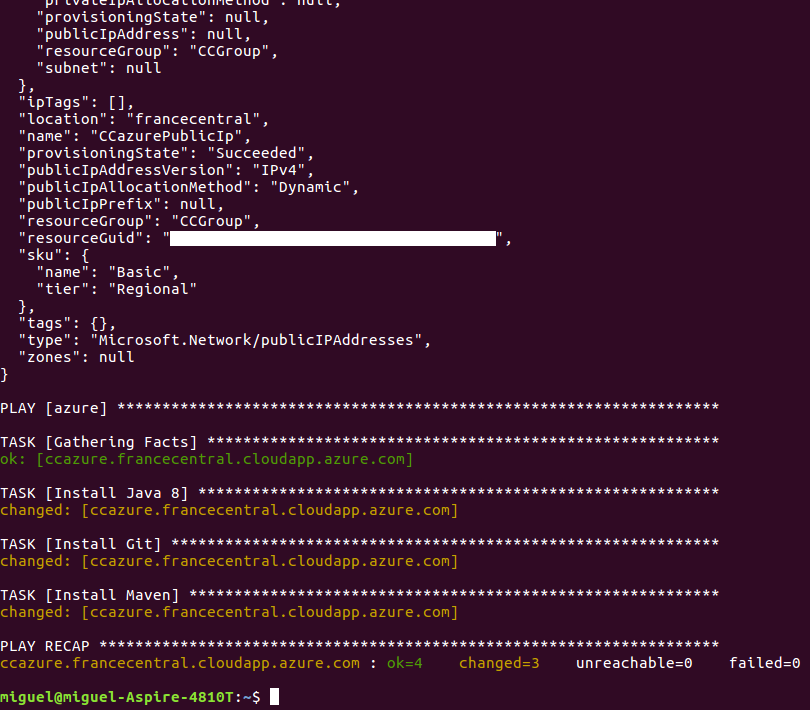 "privateIpAllocationMethod": null,
    "provisioningState": null,
    "publicIpAddress": null,
    "resourceGroup": "CCGroup",
    "subnet": null
  },
  "ipTags": [],
  "location": "francecentral",
  "name": "CCazurePublicIp",
  "provisioningState": "Succeeded",
  "publicIpAddressVersion": "IPv4",
  "publicIpAllocationMethod": "Dynamic",
  "publicIpPrefix": null,
  "resourceGroup": "CCGroup",
  "resourceGuid": "",
  "sku": {
    "name": "Basic",
    "tier": "Regional"
  },
  "tags": {},
  "type": "Microsoft.Network/publicIPAddresses",
  "zones": null
}
PLAY [azure] *******************************************************************
TASK [Gathering Facts] *********************************************************
ok: [ccazure.francecentral.cloudapp.azure.com]
TASK [Install Java 8] **********************************************************
changed: [ccazure.francecentral.cloudapp.azure.com]
TASK [Install Git] *************************************************************
changed: [ccazure.francecentral.cloudapp.azure.com]
TASK [Install Maven] ***********************************************************
changed: [ccazure.francecentral.cloudapp.azure.com]
PLAY RECAP *********************************************************************
ccazure.francecentral.cloudapp.azure.com : ok=4    changed=3    unreachable=0    failed=0
miguel@miguel-Aspire-4810T:~$